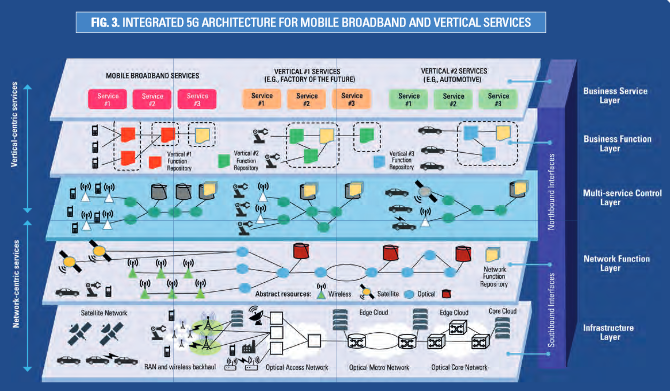 FIG. 3. INTEGRATED 5G ARCHITECTURE FOR MOBILE BROADBAND AND VERTICAL SERVICES
MOBILE BROADBAND SERVICES
VERTICAL #1 SERVICES
(E.G., FACTORY OF THE FUTURE)
VERTICAL #2 SERVICES
(E.G, AUTOMOTIVE)
Service
#1
Service
#2
Service
#3
Service
#1
Service
#2
Service
#3
Service
#1
Service
#2
Service
#3
Business Service
Layer
Vertical-centric services
Vertical #1
Function
Repository
Vertical #2
Function
Repository
Vertical #3
Function
Repository
Business Function
Layer
Northbound Interfaces
Multi-service Control
Layer
Network-centric services
Network
Function
Repository
Abstract resources:
Wireless
Satellite
Optical
Network Function
Layer
Southbound Interfaces
Satellite Network
Edge Cloud
Edge Cloud
Core Cloud
RAN and wireless backhaul
Optical Access Network
Optical Metro Network
Optical Core Network
Infrastructure
Layer